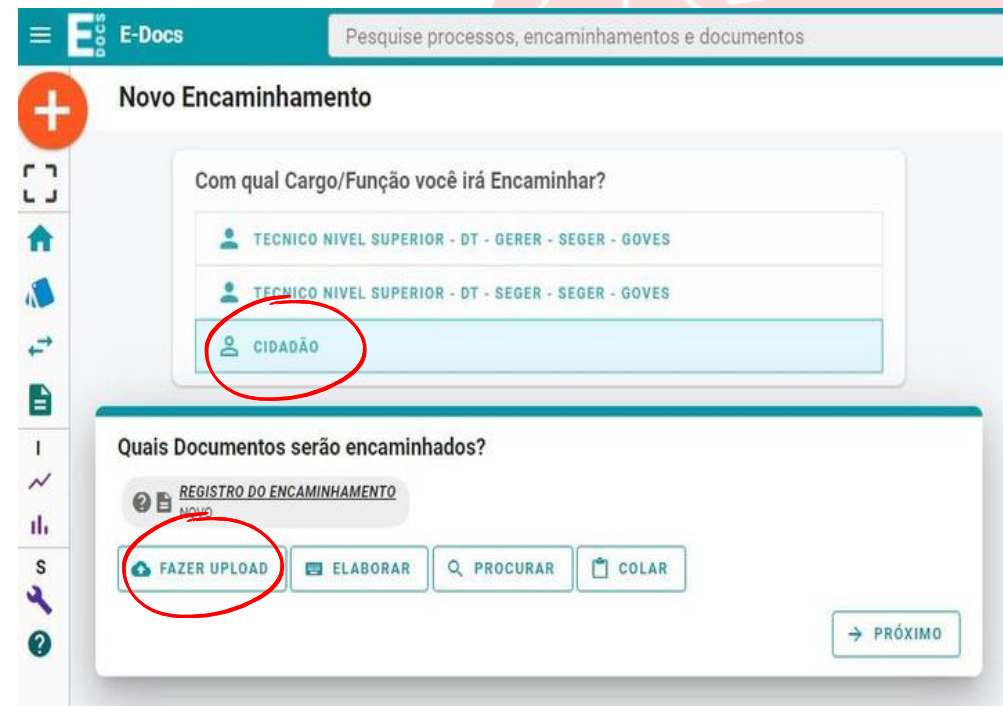 E DOCS E-Docs Pesquise processos, encaminhamentos e documentos
Novo Encaminhamento
Com qual Cargo/Função você irá Encaminhar?
TECNICO NIVEL SUPERIOR - DT - GERER - SEGER - GOVES
TECNICO NIVEL SUPERIOR - DT - SEGER - SEGER - GOVES
CIDADÃO
I
S
Quais Documentos serão encaminhados?
REGISTRO DO ENCAMINHAMENTO
NOVO
FAZER UPLOAD ELABORAR PROCURAR COLAR
PRÓXIMO